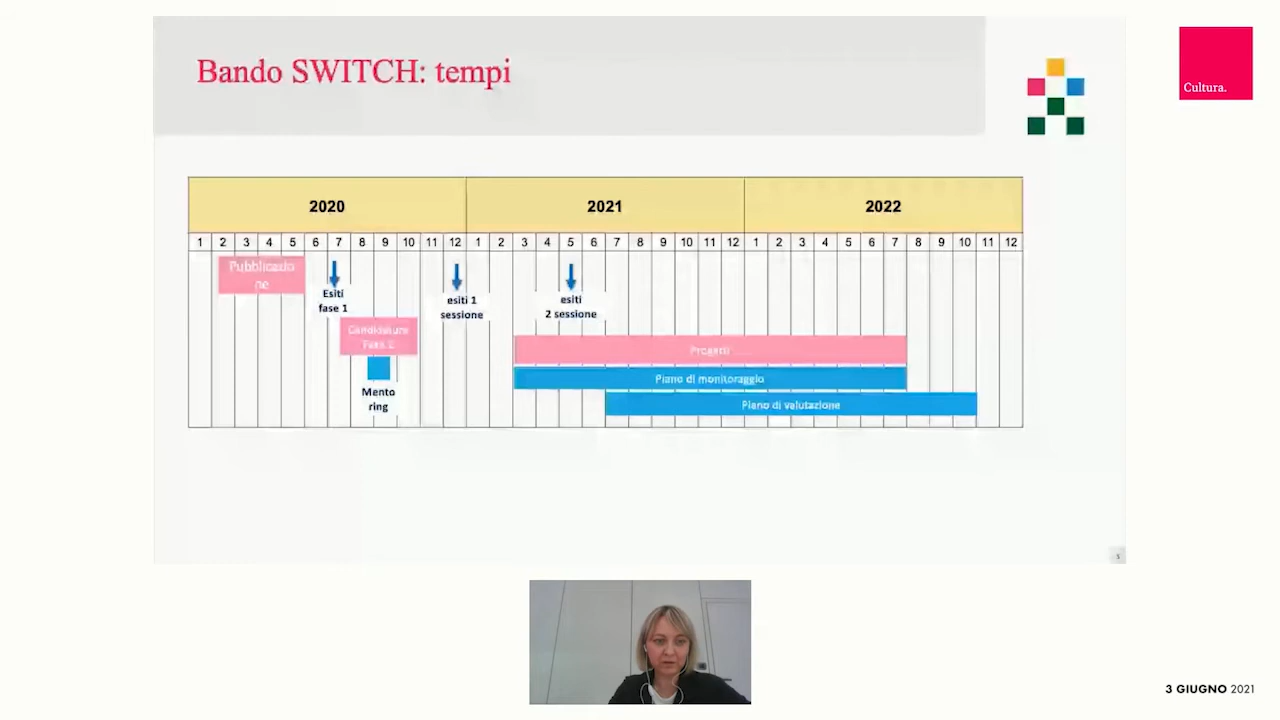 Bando SWITCH: tempi
Cultura.
2020 2021 2022
1 2 3 4 5 6 7 8 9 10 11 12 1 2 3 4 5 6 7 8 9 10 11 12 1 2 3 4 5 6 7 8 9 10 11 12
Pubblicazio
ne
Esiti
fase 1
esiti 1
sessione
esiti
2 sessione
Candidature
Fase 2
Mento
ring
Progetti
Piano di monitoraggio
Piano di valutazione
3 GIUGNO 2021